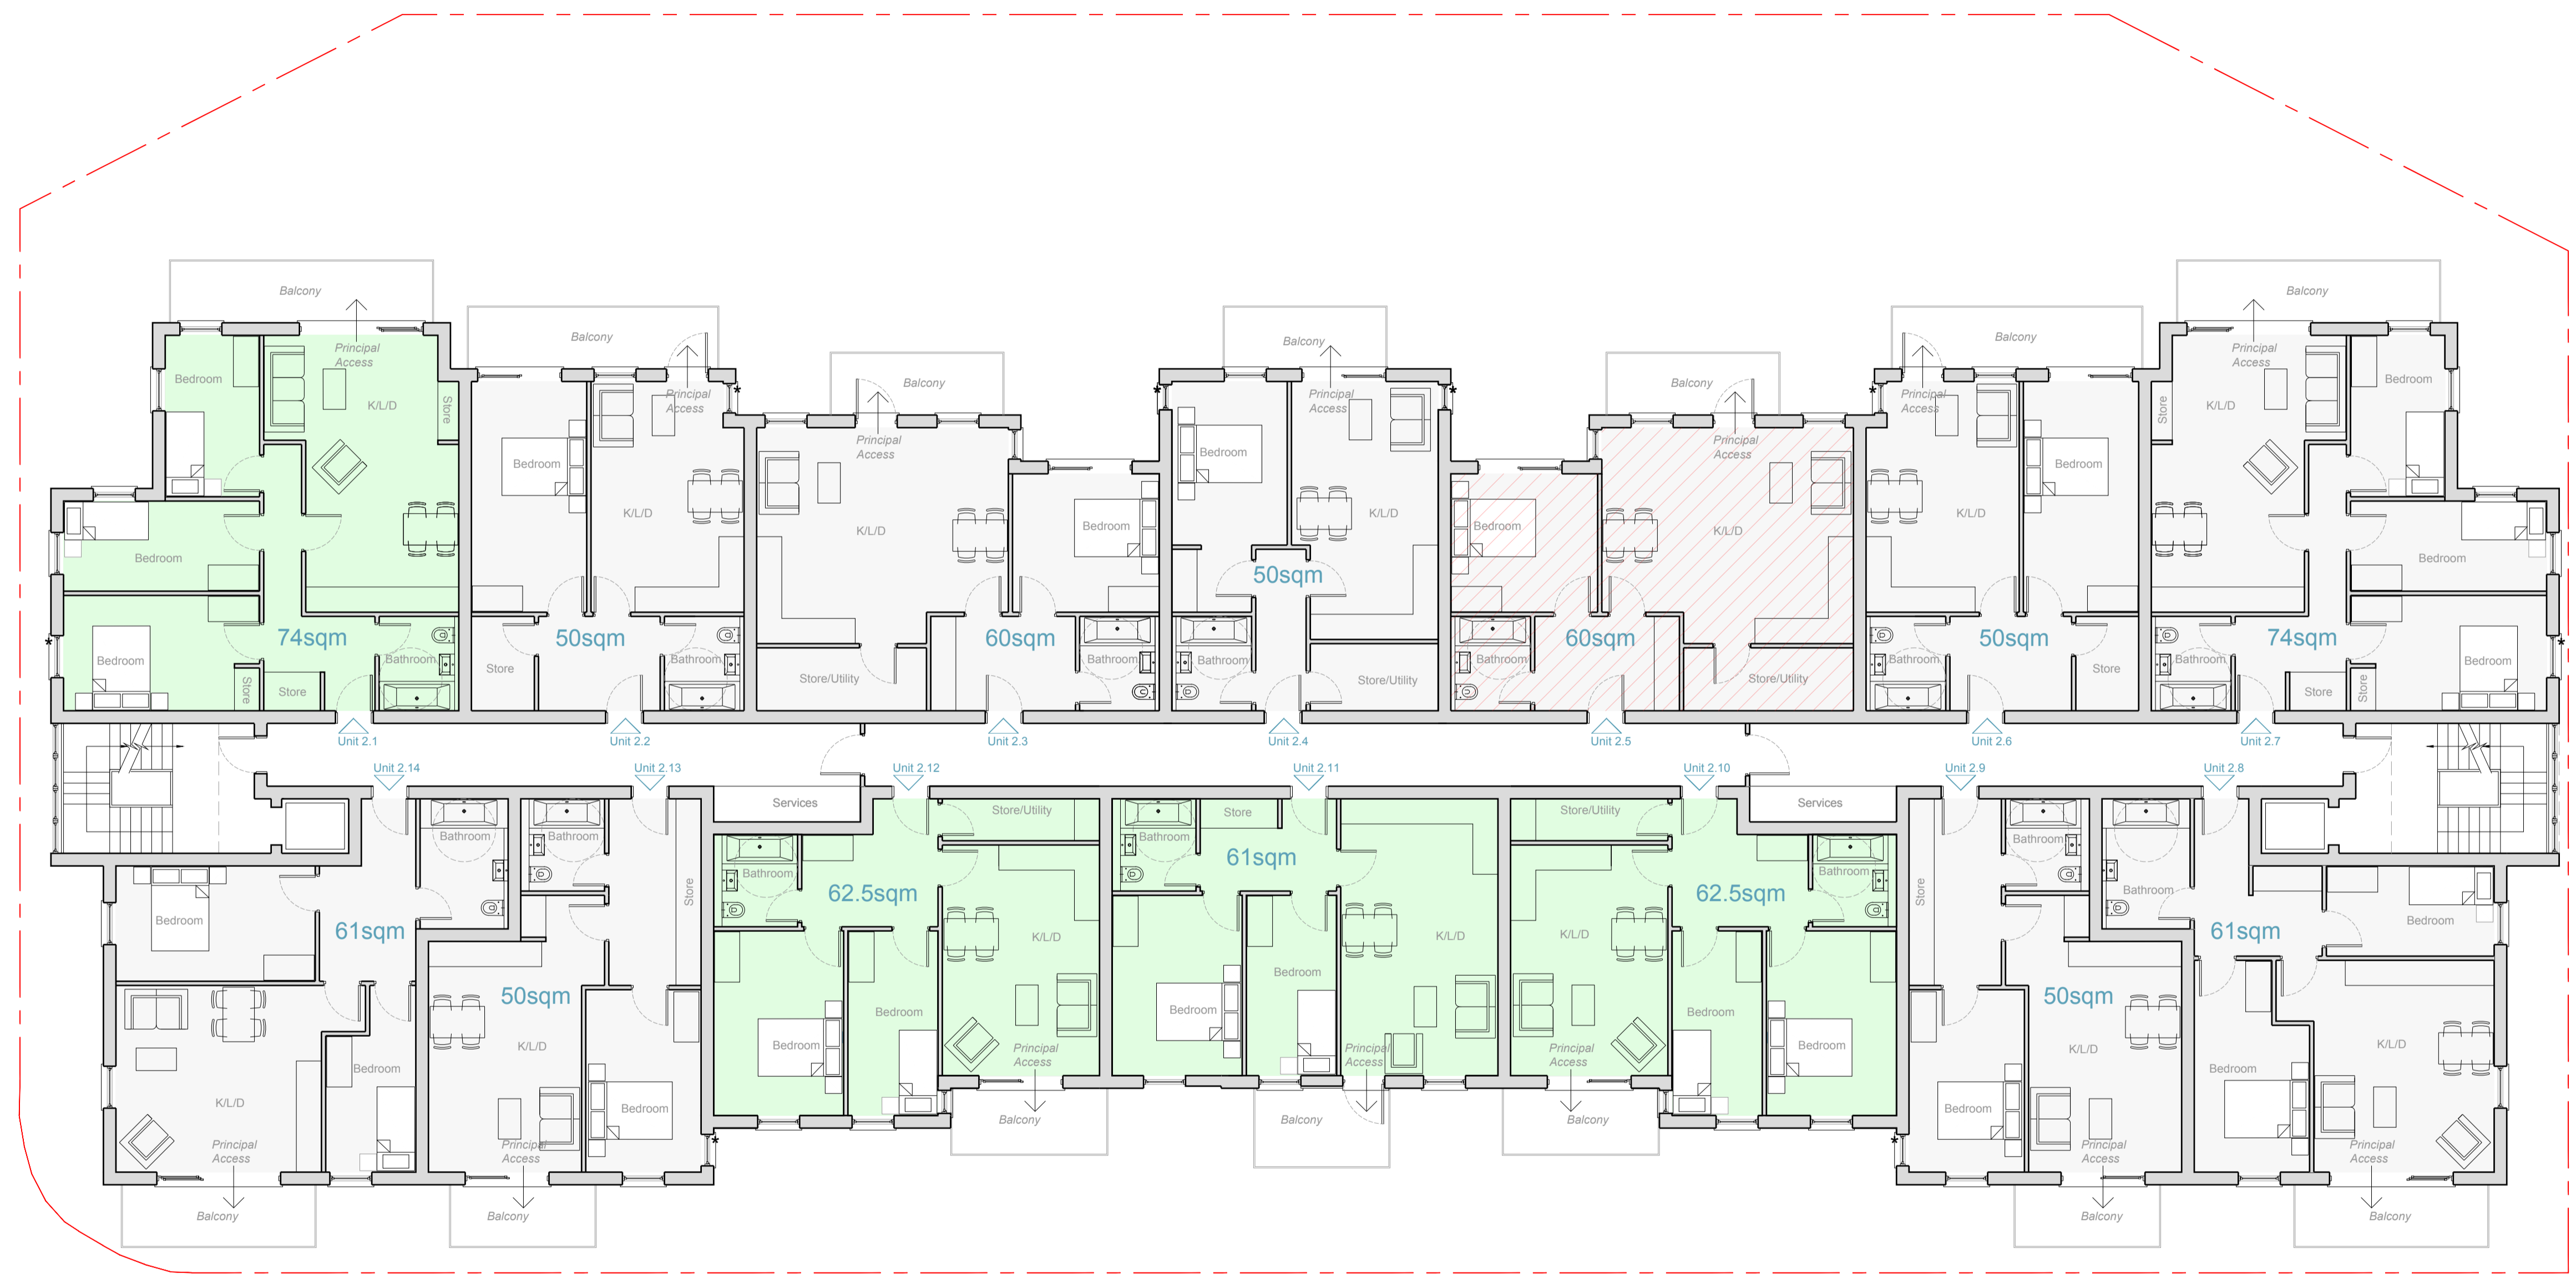 Balcony
Principal
Access
Bedroom
K/L/D
Store
Bedroom
Bedroom
74sqm
Store
Store
Bathroom
Unit 2.1
Balcony
Principal
Access
*
Bedroom
K/L/D
50sqm
Store
Bathroom
Unit 2.2
*
Balcony
Principal
Access
K/L/D
Bedroom
60sqm
Store/Utility
Bathroom
Unit 2.3
Balcony
*
*
Principal
Access
Bedroom
K/L/D
50sqm
Bathroom
Store/Utility
Unit 2.4
Balcony
Principal
Access
Bedroom
K/L/D
60sqm
Bathroom
Store/Utility
Unit 2.5
Balcony
*
Principal
Access
Bedroom
K/L/D
50sqm
Bathroom
Store
Unit 2.6
Balcony
Principal
Access
Bedroom
K/L/D
Store
Bedroom
74sqm
*
Bathroom
Bedroom
Store
Store
Unit 2.7
Unit 2.14
Bathroom
Bedroom
61sqm
K/L/D
Bedroom
Principal
Access
Balcony
Unit 2.13
Bathroom
Store
50sqm
K/L/D
Bedroom
Principal
Access
*
Balcony
Services
Unit 2.12
Store/Utility
Bathroom
62.5sqm
K/L/D
Bedroom
Bedroom
Principal
Access
Balcony
Unit 2.11
Store
Bathroom
61sqm
K/L/D
Bedroom
Bedroom
Principal
Access
Balcony
Unit 2.10
Services
Store/Utility
Bathroom
62.5sqm
K/L/D
Bedroom
Bedroom
Principal
Access
Balcony
Unit 2.9
Bathroom
Store
50sqm
K/L/D
Bedroom
*
Principal
Access
Balcony
Unit 2.8
Bathroom
Bedroom
61sqm
K/L/D
Bedroom
Principal
Access
Balcony